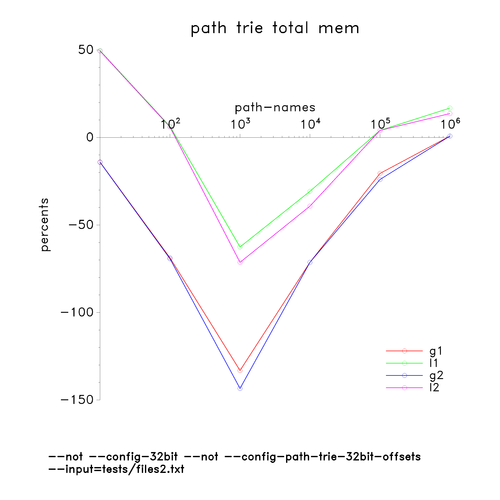 path trie total mem
50
path-names
10² 10³ 10⁴ 10⁵ 10⁶
0
percents
-50
-100
g1
l1
g2
l2
-150
--not --config-32bit --not --config-path-trie-32bit-offsets
--input=tests/files2.txt